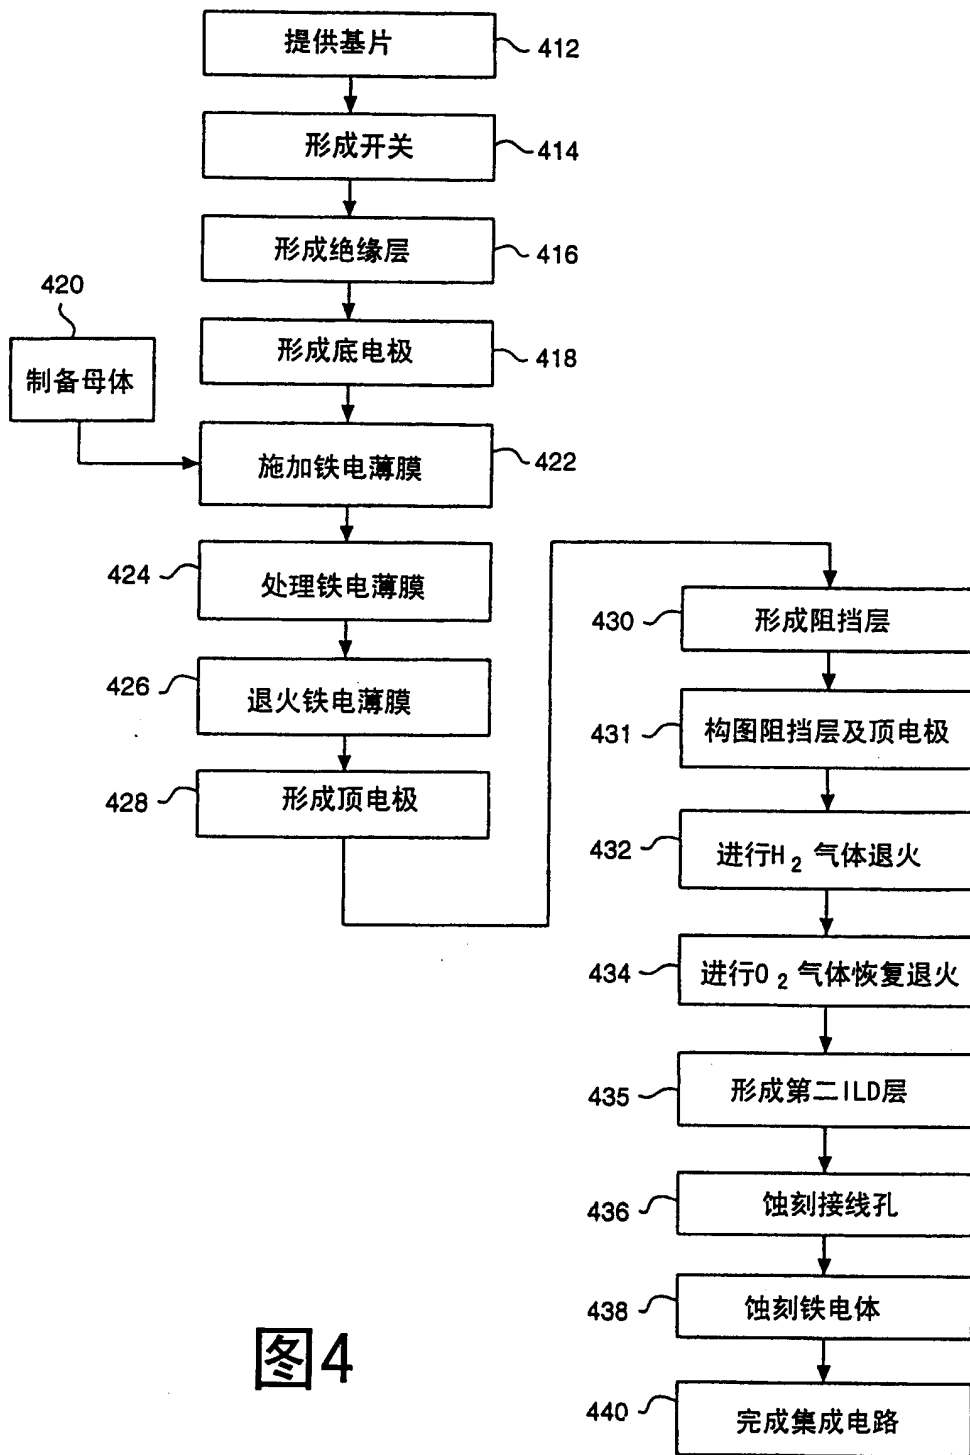 提供基片
412
形成开关
414
形成绝缘层
416
形成底电极
418
420
制备母体
施加铁电薄膜
422
424
处理铁电薄膜
426
退火铁电薄膜
428
形成顶电极
430
形成阻挡层
431
构图阻挡层及顶电极
432
进行H2气体退火
434
进行O2气体恢复退火
435
形成第二ILD层
436
蚀刻接线孔
438
蚀刻铁电体
440
完成集成电路
图4